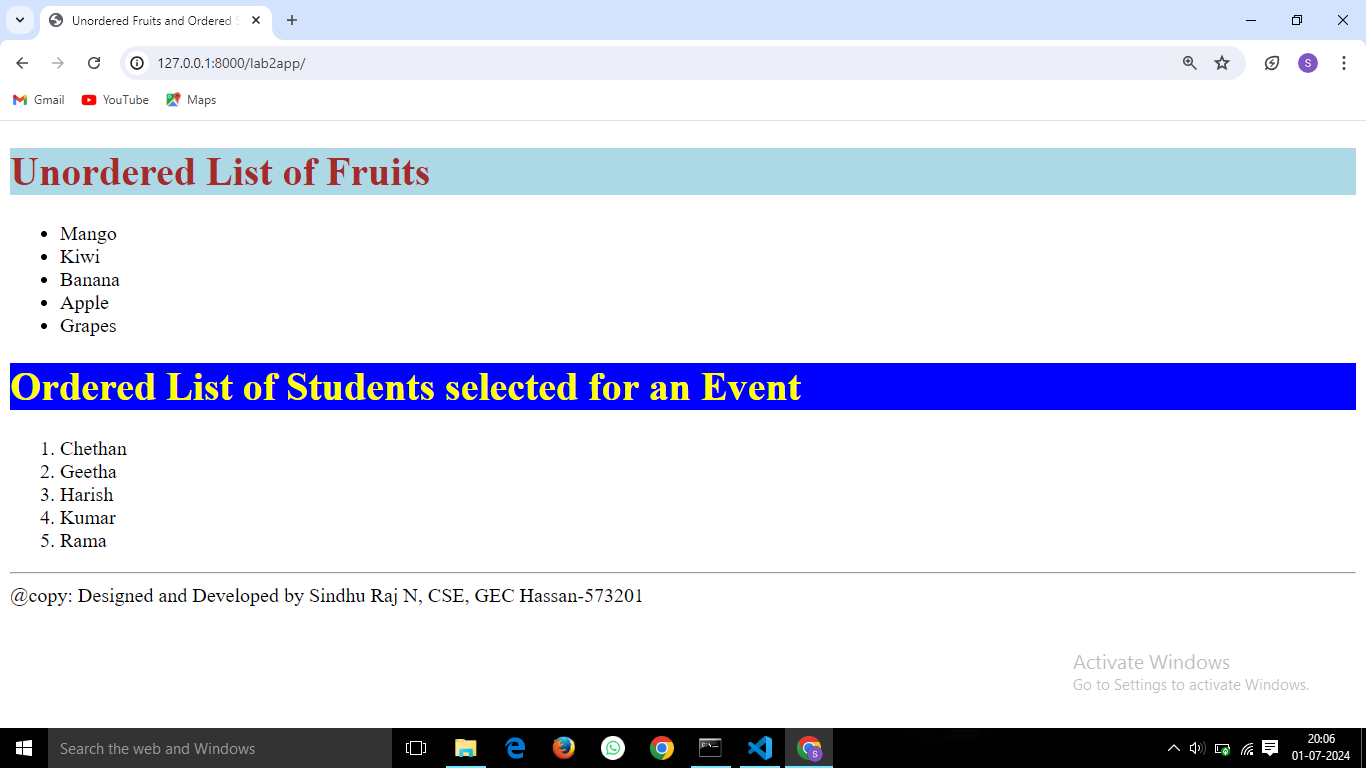 Unordered Fruits and Ordered
127.0.0.1:8000/lab2app/
S
Gmail
YouTube
Maps
Unordered List of Fruits
• Mango
• Kiwi
• Banana
• Apple
• Grapes
Ordered List of Students selected for an Event
1. Chethan
2. Geetha
3. Harish
4. Kumar
5. Rama
@copy: Designed and Developed by Sindhu Raj N, CSE, GEC Hassan-573201
Activate Windows
Go to Settings to activate Windows.
Search the web and Windows
S
20:06
01-07-2024